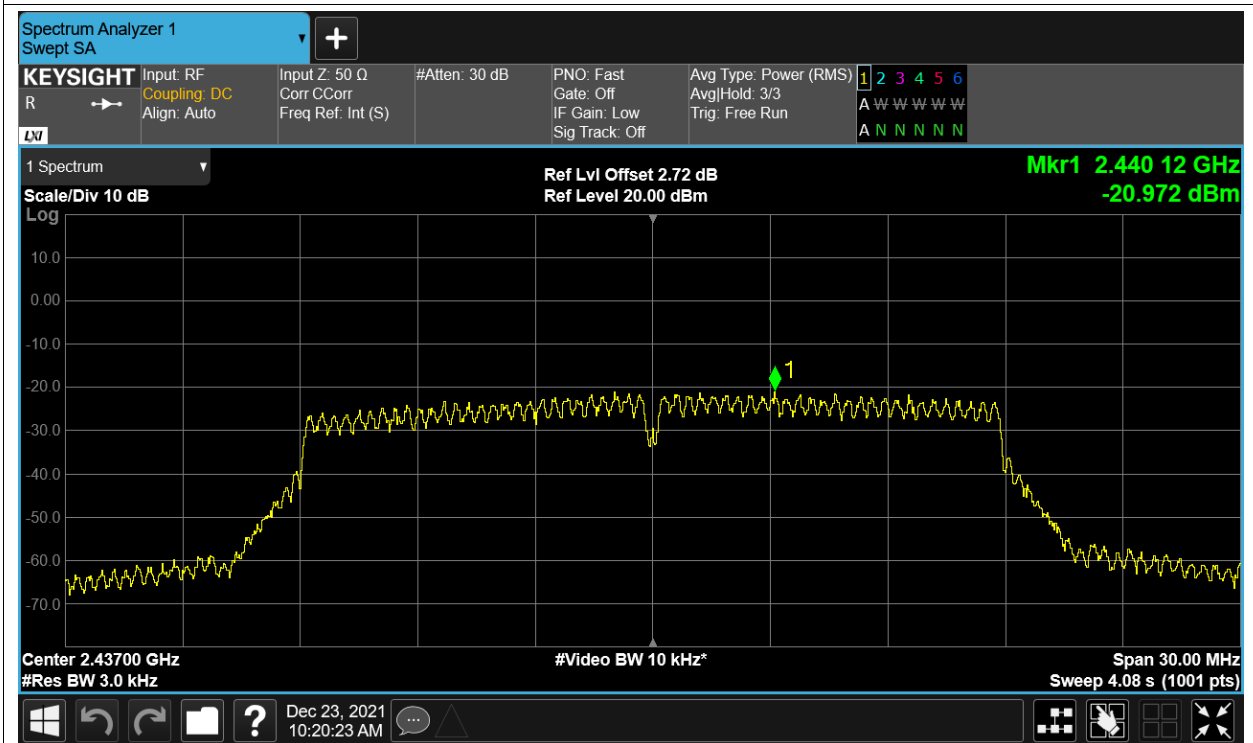 Spectrum Analyzer 1
Swept SA
KEYSIGHT
R
LXI
Input: RF
Coupling: DC
Align: Auto
Input Z: 50 Ω
Corr CCorr
Freq Ref: Int (S)
#Atten: 30 dB
PNO: Fast
Gate: Off
IF Gain: Low
Sig Track: Off
Avg Type: Power (RMS)
Avg|Hold: 3/3
Trig: Free Run
1 2 3 4 5 6
A W W W W W
A N N N N N
1 Spectrum
Scale/Div 10 dB
Ref Lvl Offset 2.72 dB
Ref Level 20.00 dBm
Mkr1 2.440 12 GHz
-20.972 dBm
Log
10.0
0.00
-10.0
-20.0
-30.0
-40.0
-50.0
-60.0
-70.0
1
Center 2.43700 GHz
#Res BW 3.0 kHz
#Video BW 10 kHz*
Span 30.00 MHz
Sweep 4.08 s (1001 pts)
?
Dec 23, 2021
10:20:23 AM